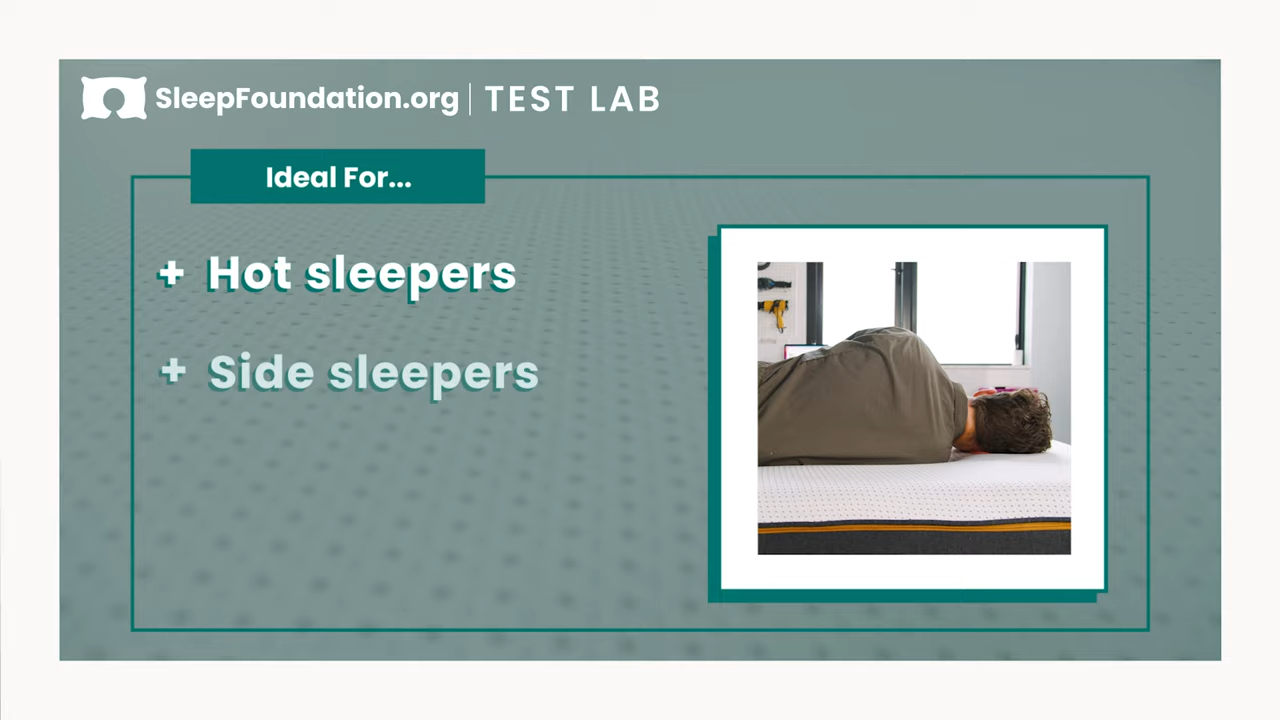 SleepFoundation.org | TEST LAB
Ideal For...
+ Hot sleepers
+ Side sleepers